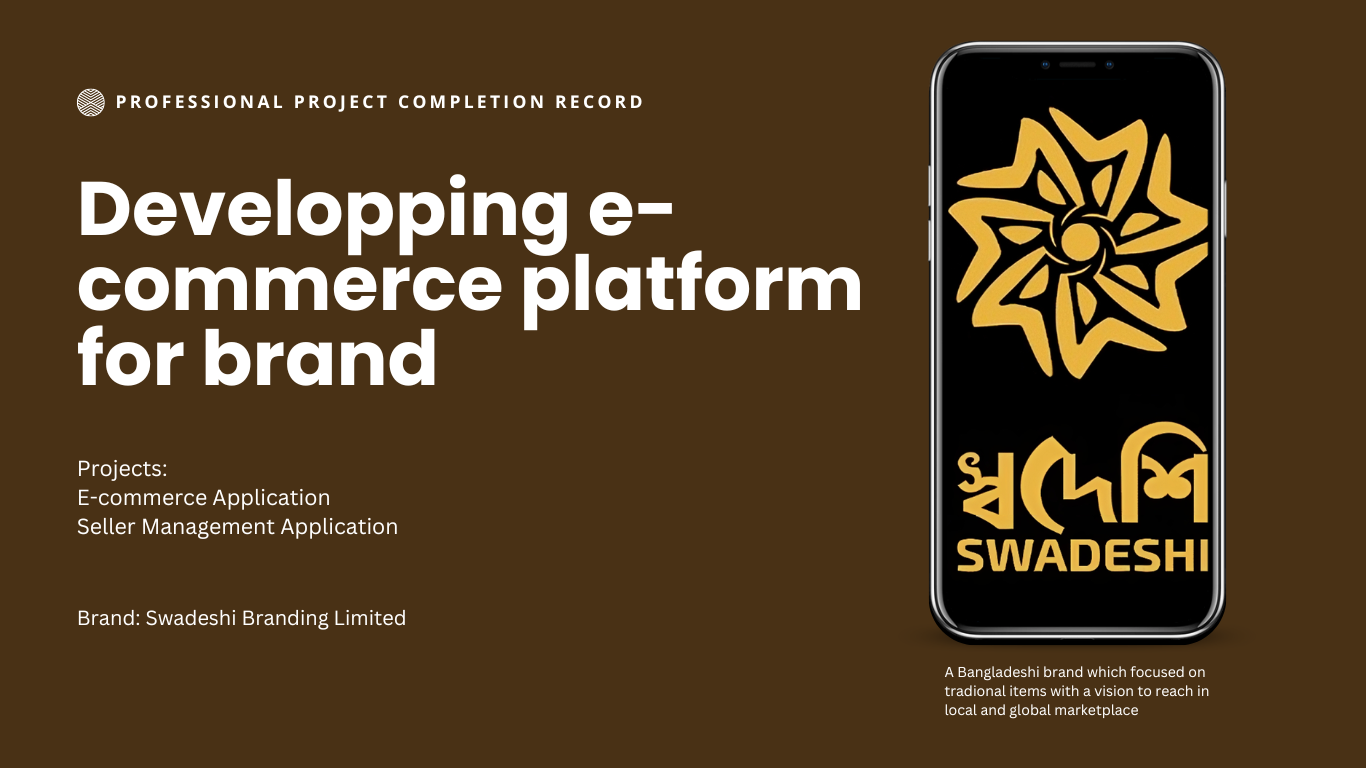 PROFESSIONAL PROJECT COMPLETION RECORD
Developping e-
commerce platform
for brand
Projects:
E-commerce Application
Seller Management Application
Brand: Swadeshi Branding Limited
স্বদেশি
SWADESHI
A Bangladeshi brand which focused on
tradional items with a vision to reach in
local and global marketplace